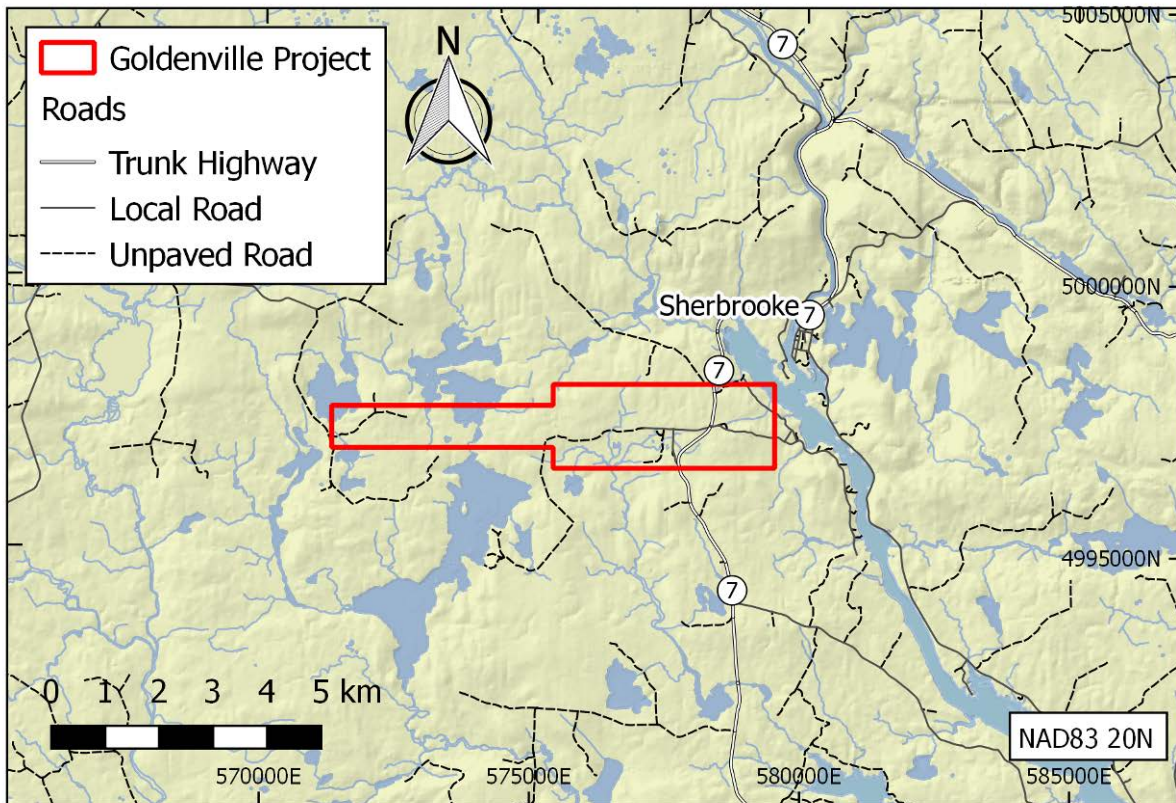 Goldenville Project
Roads
Trunk Highway
Local Road
Unpaved Road
N
7
5005000N
5000000N
Sherbrooke
7
7
4995000N
7
0 1 2 3 4 5 km
NAD83 20N
570000E
575000E
580000E
585000E